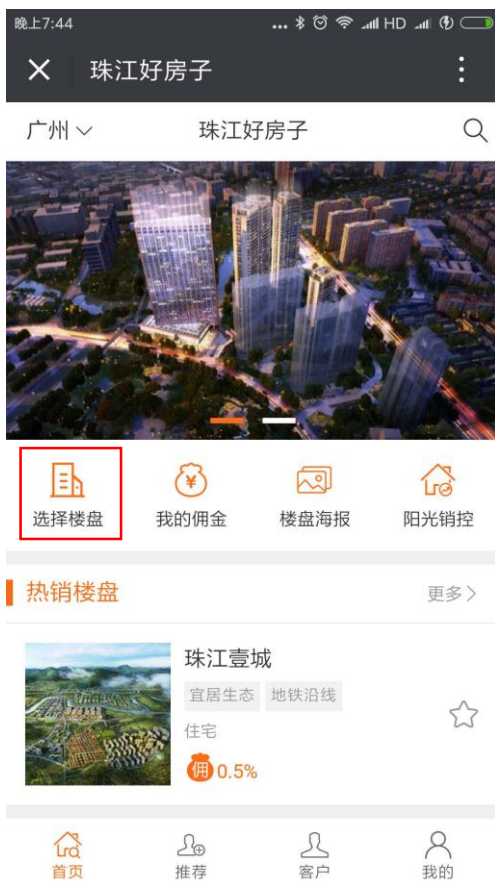 晚上7:44 ... HD
珠江好房子
广州 珠江好房子
选择楼盘 我的佣金 楼盘海报 阳光销控
热销楼盘 更多
珠江壹城
宜居生态 地铁沿线
住宅
佣 0.5%
首页 推荐 客户 我的